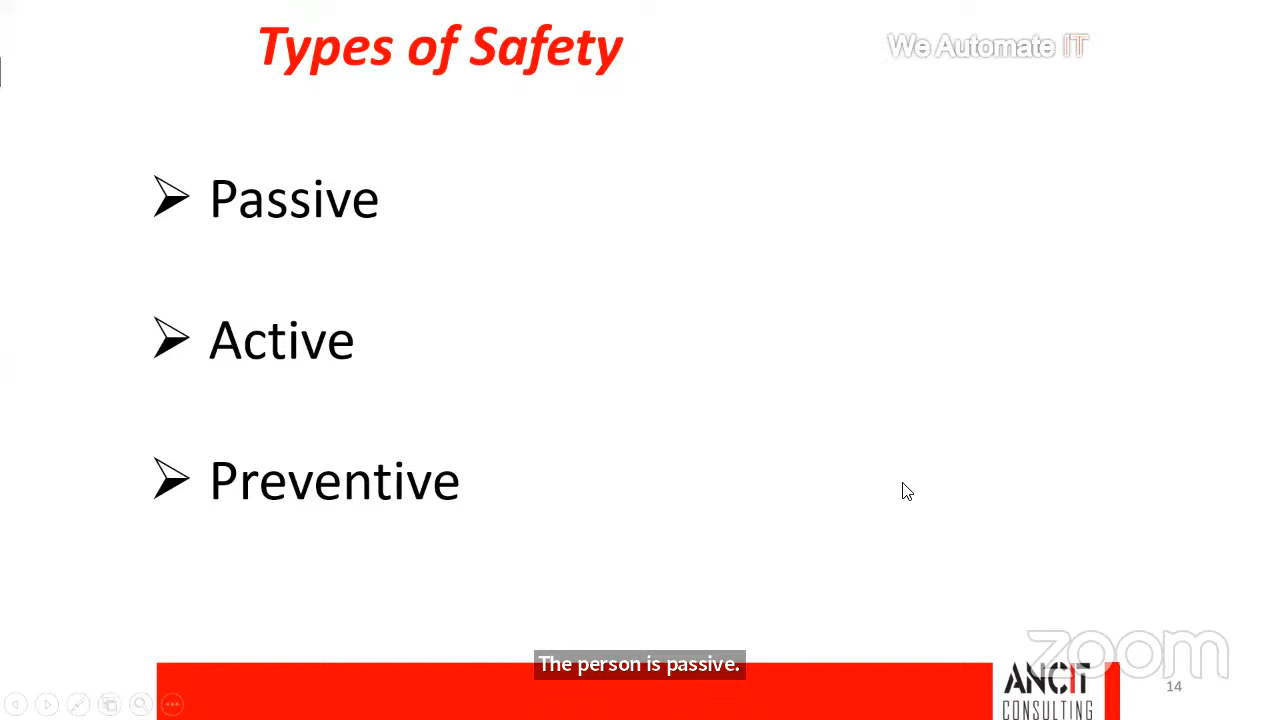 Types of Safety
We Automate IT
Passive
Active
Preventive
The person is passive.
zoom
ANCIT
CONSULTING
14